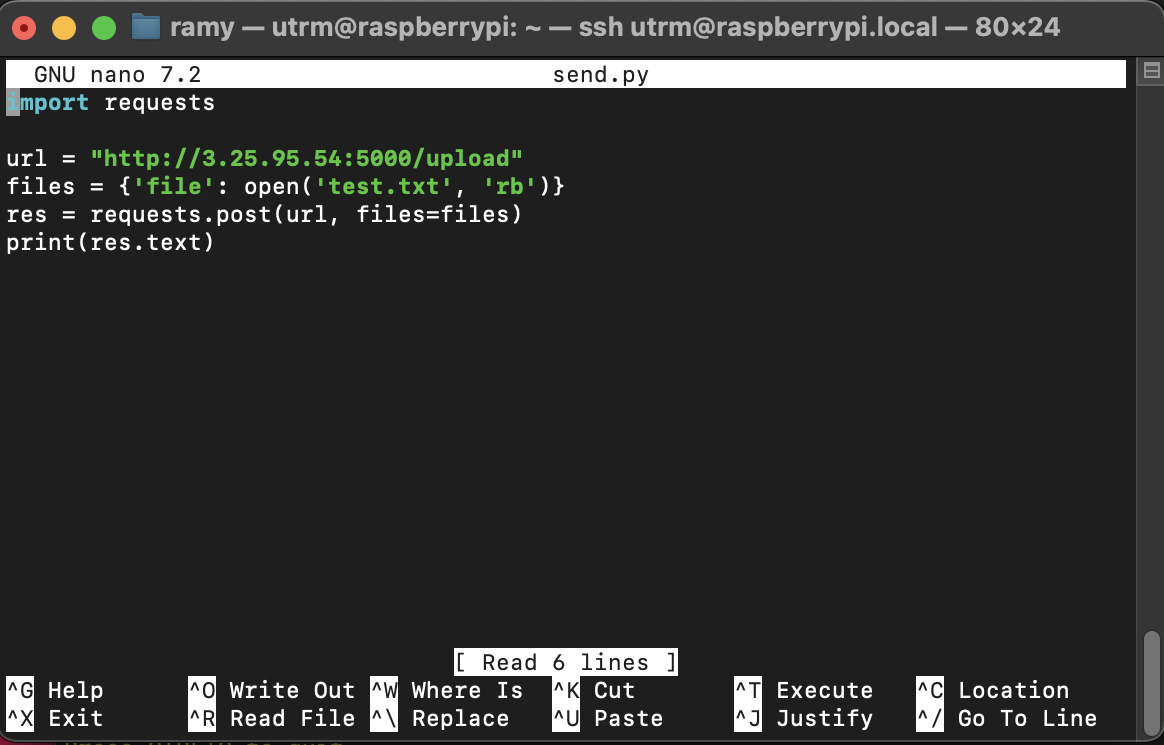 ramy — utrm@raspberrypi: ~ — ssh utrm@raspberrypi.local — 80×24
GNU nano 7.2 send.py
import requests
url = "http://3.25.95.54:5000/upload"
files = {'file': open('test.txt', 'rb')}
res = requests.post(url, files=files)
print(res.text)
[ Read 6 lines ]
^G Help ^O Write Out ^W Where Is ^K Cut ^T Execute ^C Location
^X Exit ^R Read File ^\ Replace ^U Paste ^J Justify ^/ Go To Line